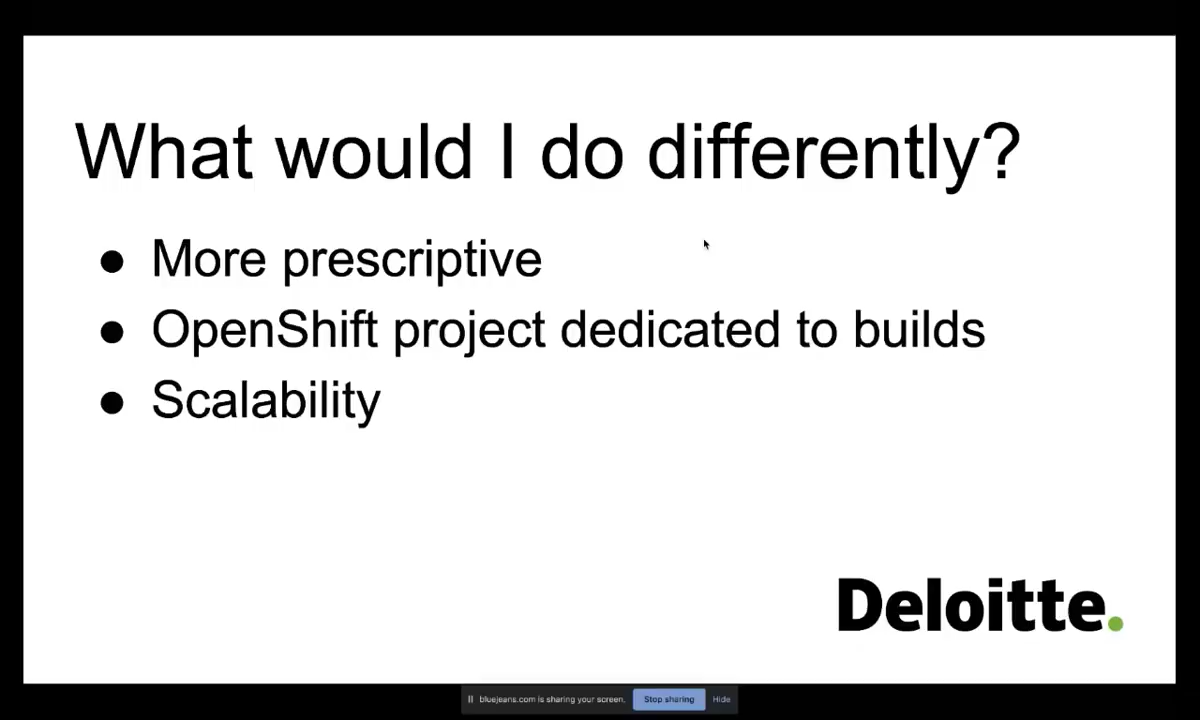 What would I do differently?
● More prescriptive
● OpenShift project dedicated to builds
● Scalability
Deloitte.
bluejeans.com is sharing your screen. Stop sharing Hide